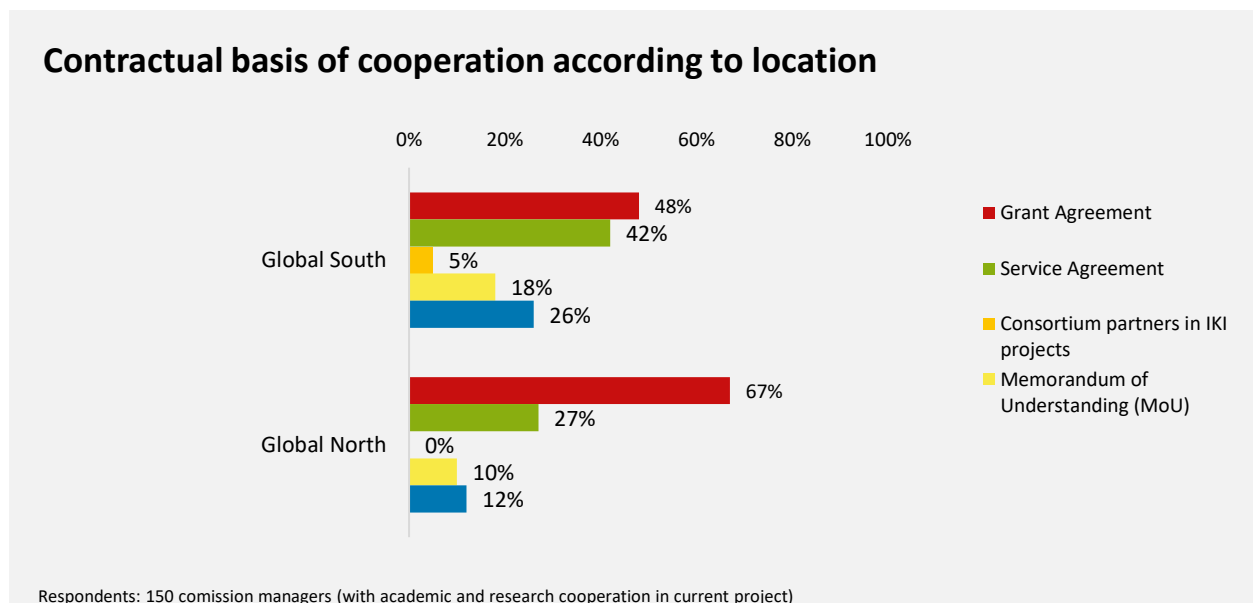 Contractual basis of cooperation according to location
0% 20% 40% 60% 80% 100%
Global South
48%
42%
5%
18%
26%
Global North
67%
27%
0%
10%
12%
Grant Agreement
Service Agreement
Consortium partners in IKI
projects
Memorandum of
Understanding (MoU)
Respondents: 150 comission managers (with academic and research cooperation in current project)